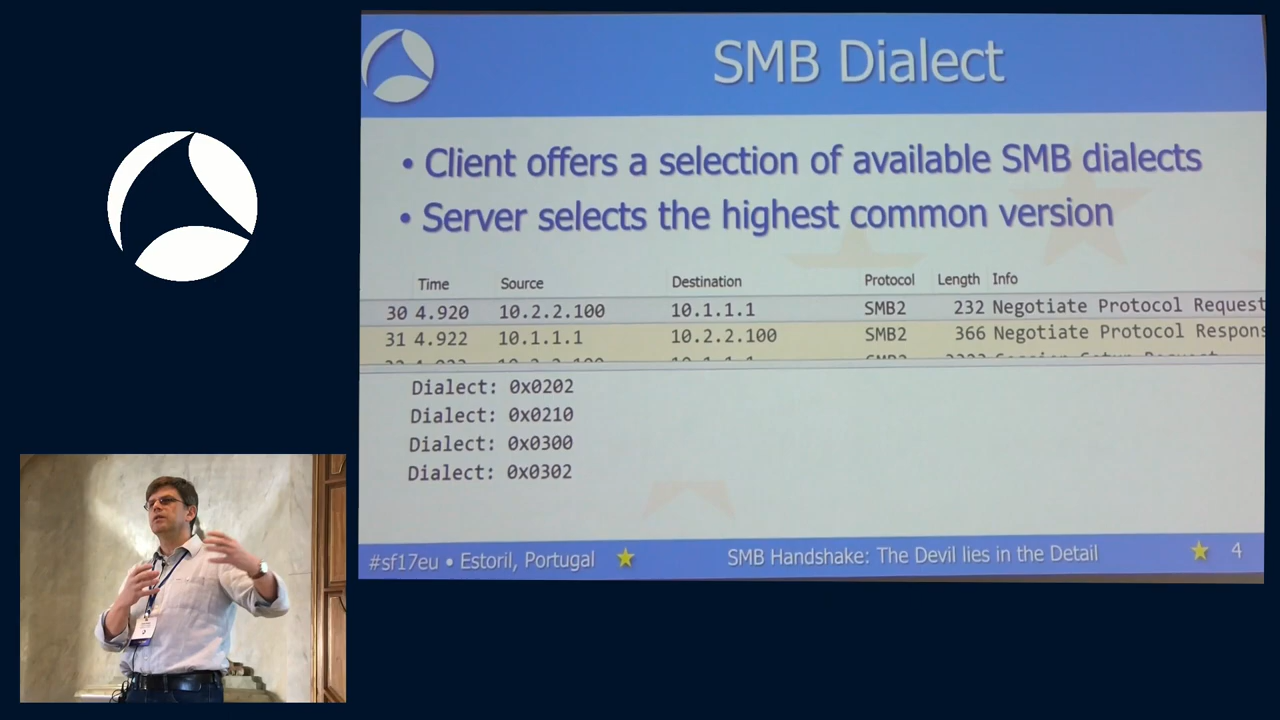 SMB Dialect
• Client offers a selection of available SMB dialects
• Server selects the highest common version
Time Source Destination Protocol Length Info
30 4.920 10.2.2.100 10.1.1.1 SMB2 232 Negotiate Protocol Request
31 4.922 10.1.1.1 10.2.2.100 SMB2 366 Negotiate Protocol Respons
Dialect: 0x0202
Dialect: 0x0210
Dialect: 0x0300
Dialect: 0x0302
#sf17eu • Estoril, Portugal SMB Handshake: The Devil lies in the Detail 4